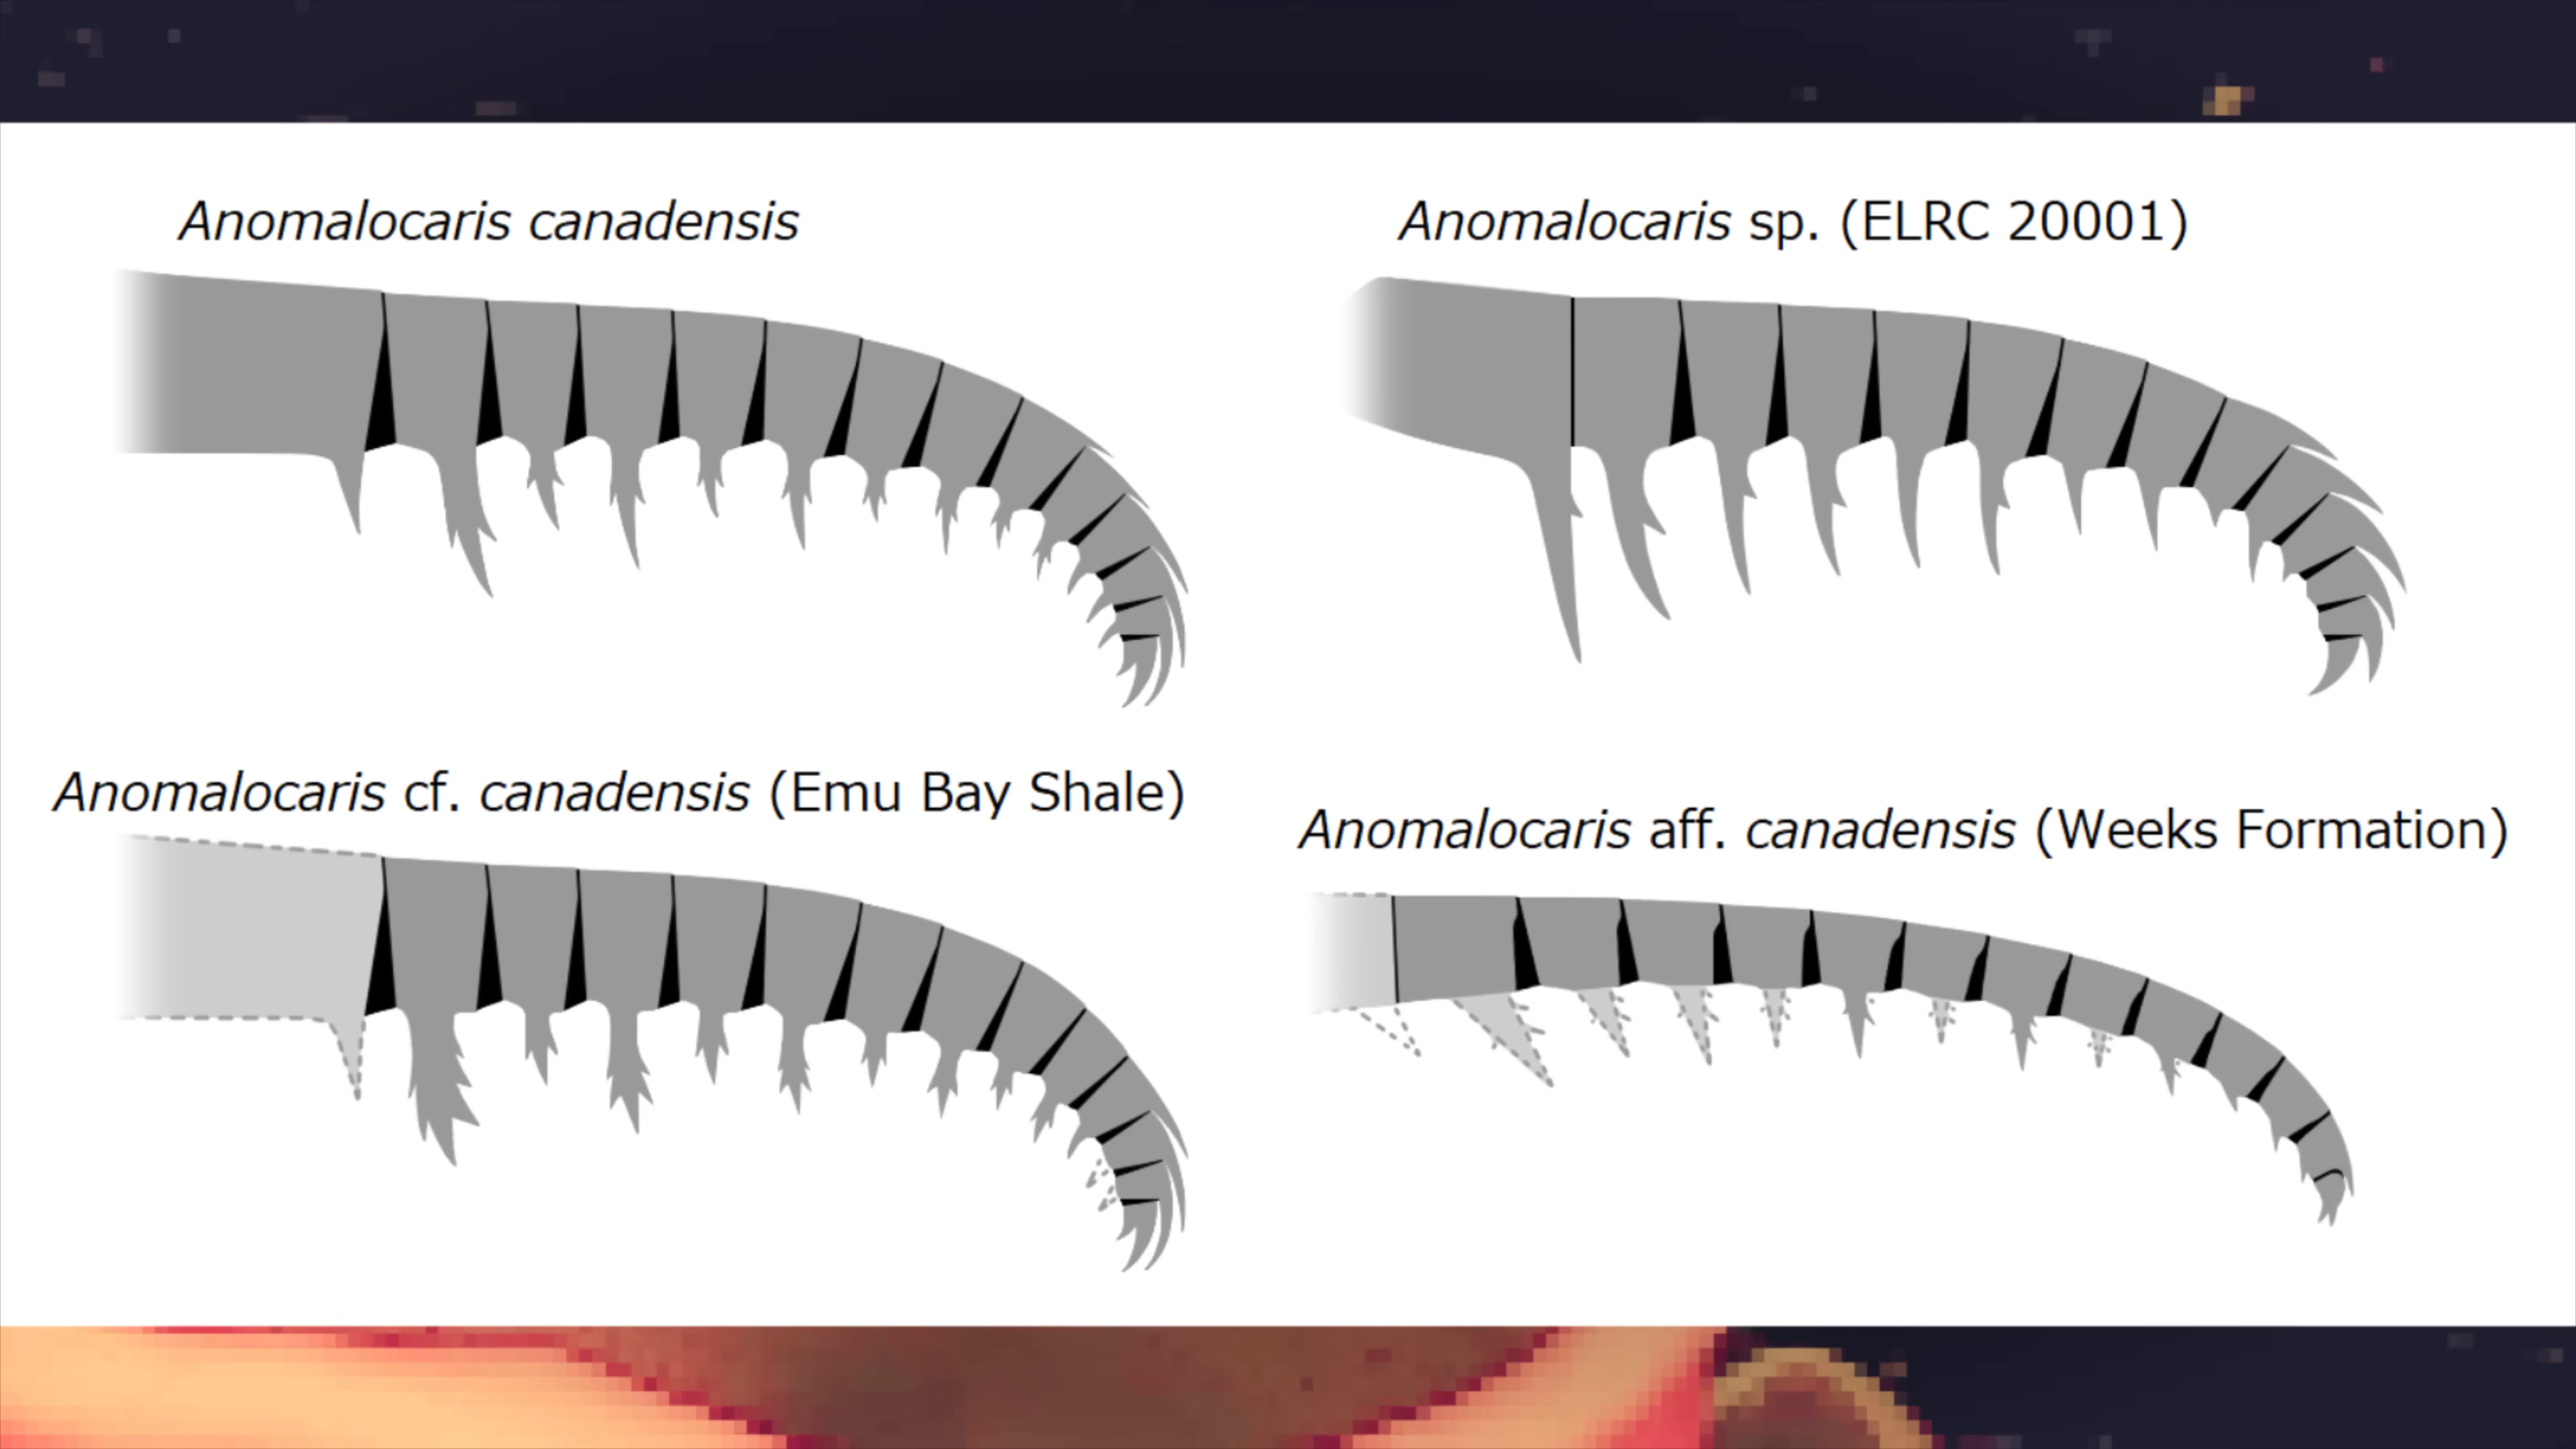 Anomalocaris canadensis
Anomalocaris sp. (ELRC 20001)
Anomalocaris cf. canadensis (Emu Bay Shale)
Anomalocaris aff. canadensis (Weeks Formation)